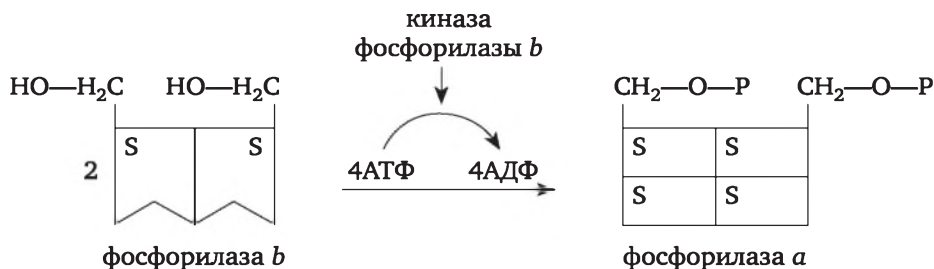 киназа
фосфорилазы b
HO—H₂C HO—H₂C
CH₂—O—P CH₂—O—P
S S
S S
2
4АТФ 4АДФ
S S
фосфорилаза b
фосфорилаза a